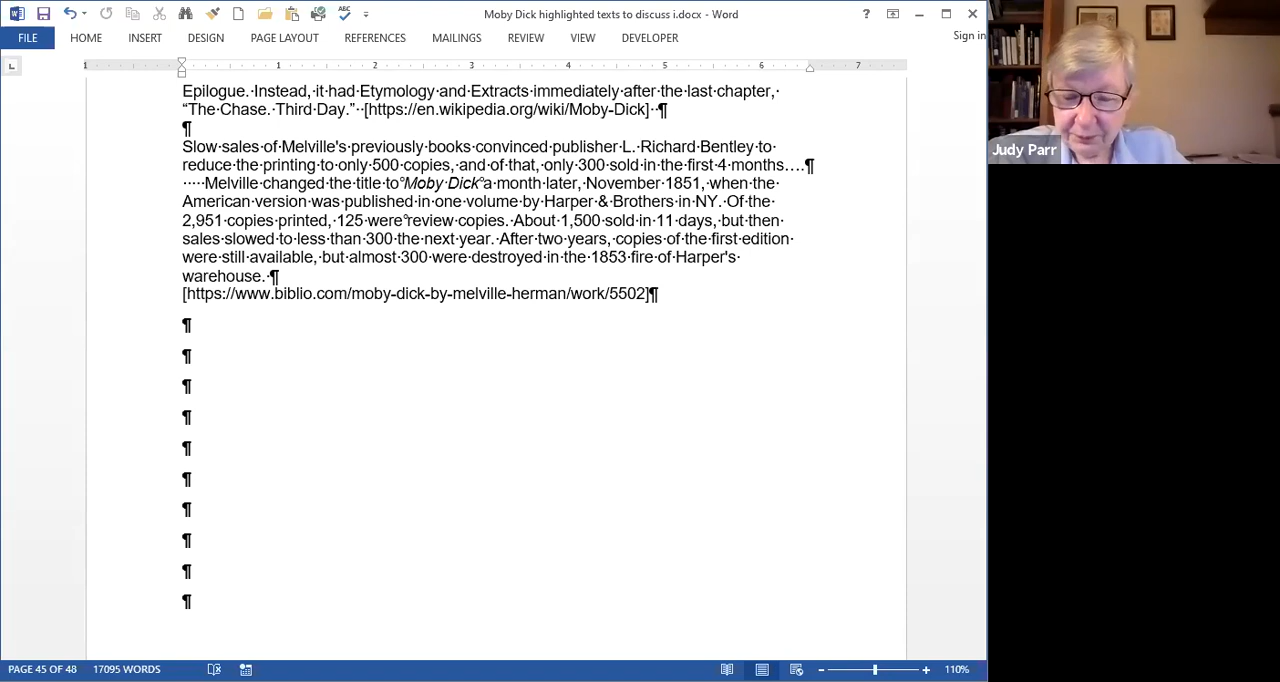 Moby Dick highlighted texts to discuss i.docx - Word
FILE HOME INSERT DESIGN PAGE LAYOUT REFERENCES MAILINGS REVIEW VIEW DEVELOPER Sign in
1 1 2 3 4 5 6 7
Epilogue. Instead, it had Etymology and Extracts immediately after the last chapter,
“The Chase. Third Day.” [https://en.wikipedia.org/wiki/Moby-Dick] ¶
¶
Slow sales of Melville's previously books convinced publisher L. Richard Bentley to
reduce the printing to only 500 copies, and of that, only 300 sold in the first 4 months….¶
Melville changed the title to Moby Dick a month later, November 1851, when the
American version was published in one volume by Harper & Brothers in NY. Of the
2,951 copies printed, 125 were review copies. About 1,500 sold in 11 days, but then
sales slowed to less than 300 the next year. After two years, copies of the first edition
were still available, but almost 300 were destroyed in the 1853 fire of Harper's
warehouse. ¶
[https://www.biblio.com/moby-dick-by-melville-herman/work/5502]¶
¶
¶
¶
¶
¶
¶
¶
¶
¶
¶
PAGE 45 OF 48 17095 WORDS 110%
Judy Parr